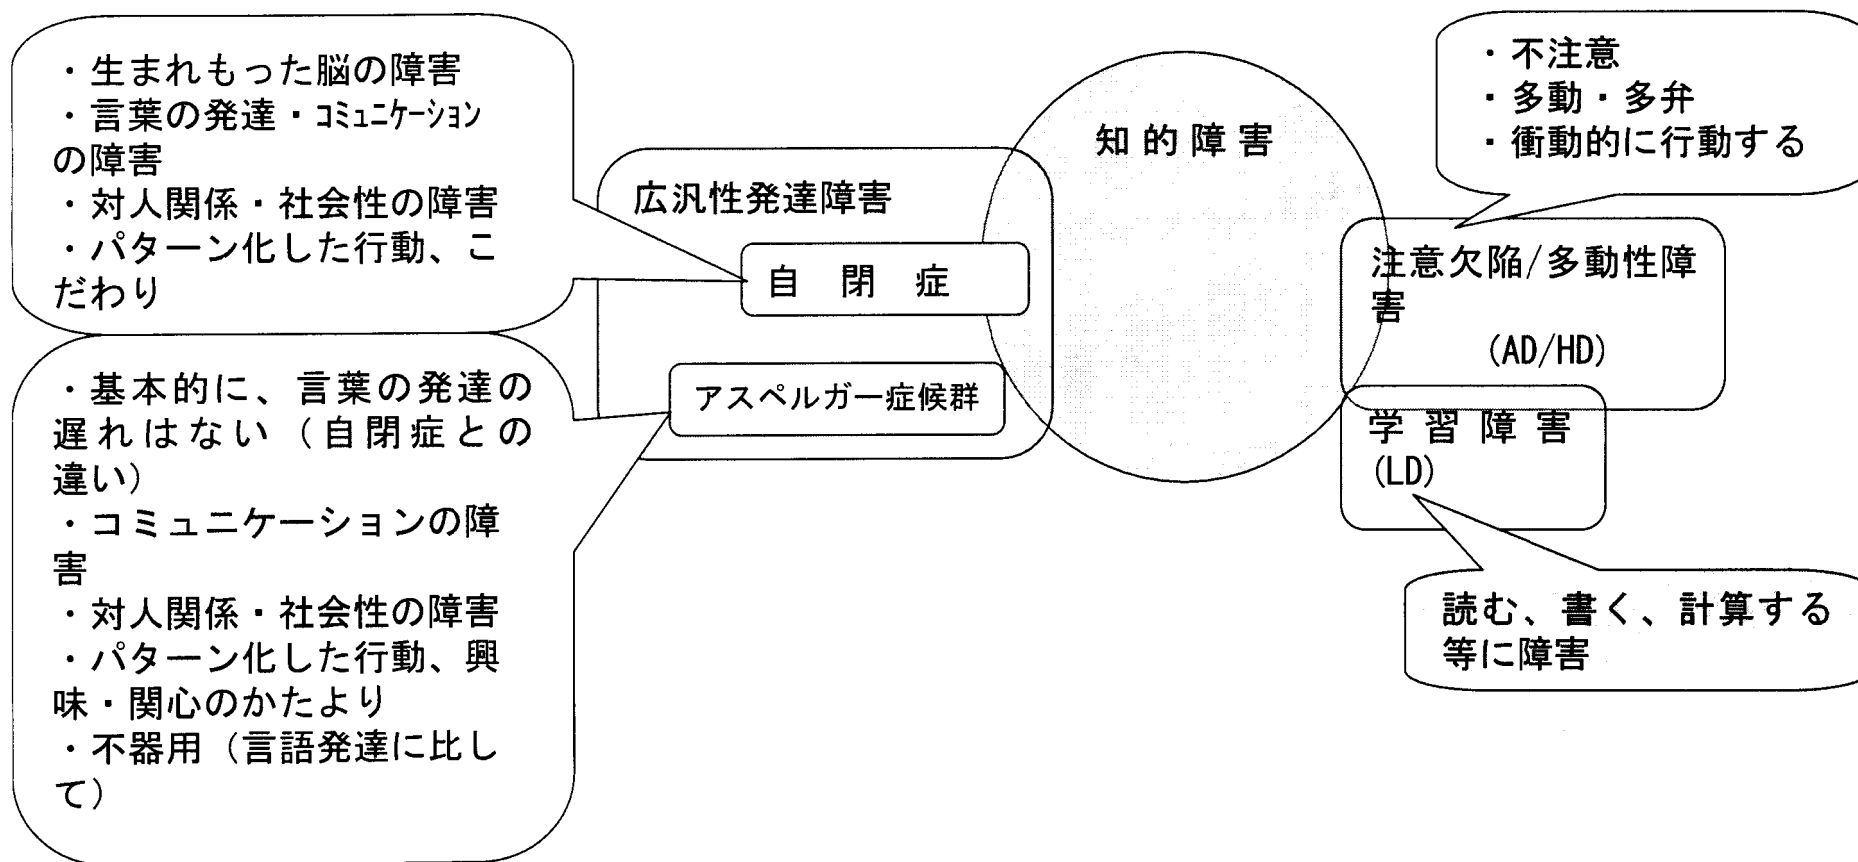 ・生まれもった脳の障害
・言葉の発達・ｺﾐｭﾆｹｰｼｮﾝ
の障害
・対人関係・社会性の障害
・パターン化した行動、こ
だわり
・基本的に、言葉の発達の
遅れはない（自閉症との
違い）
・コミュニケーションの障
害
・対人関係・社会性の障害
・パターン化した行動、興
味・関心のかたより
・不器用（言語発達に比し
て）
広汎性発達障害
自　閉　症
アスペルガー症候群
知 的 障 害
・不注意
・多動・多弁
・衝動的に行動する
注意欠陥/多動性障
害
(AD/HD)
学 習 障 害
(LD)
読む、書く、計算する
等に障害